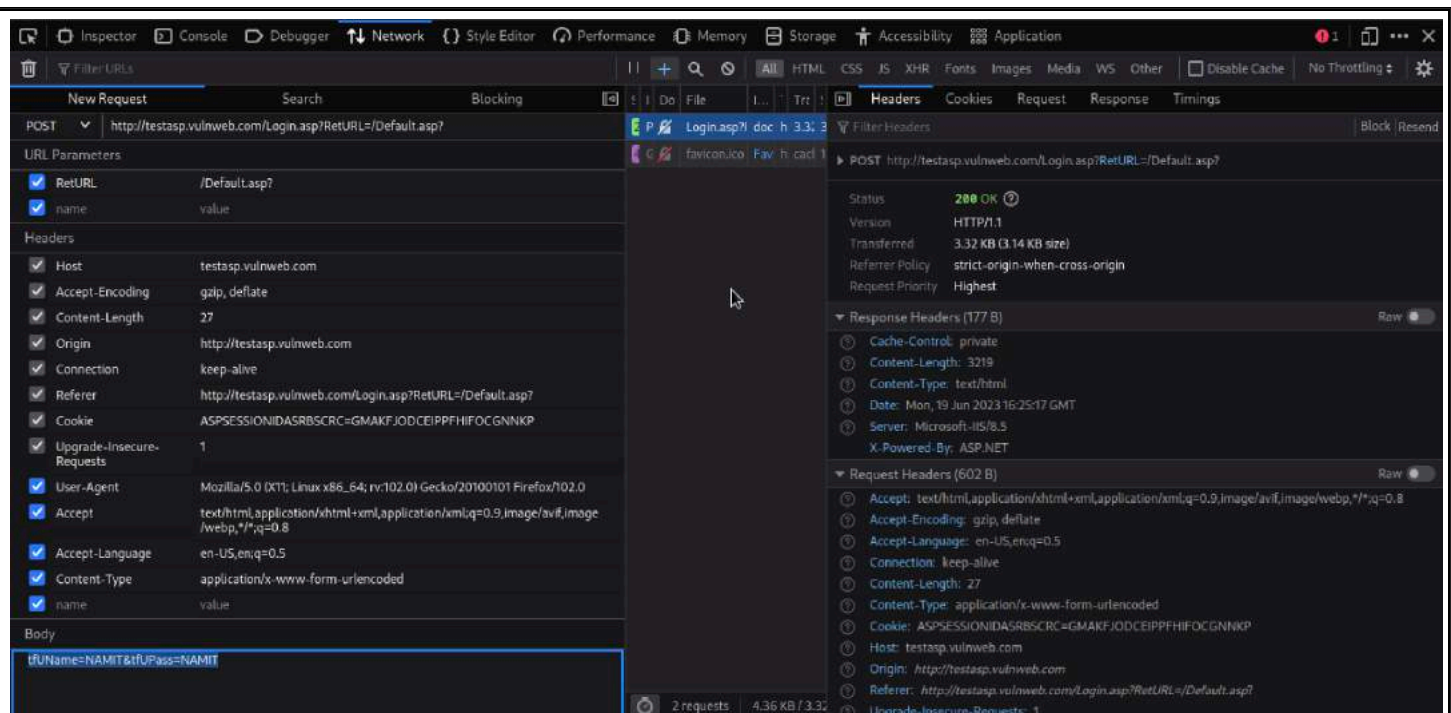 Inspector Console Debugger Network Style Editor Performance Memory Storage Accessibility Application 1
Filter URLs
All HTML CSS JS XHR Fonts Images Media WS Other Disable Cache No Throttling
New Request Search Blocking
Do File
Headers Cookies Request Response Timings
POST http://testasp.vulnweb.com/Login.asp?RetURL=/Default.asp?
P Login.asp? doc h 3.3
Filter Headers Block Resend
URL Parameters
favicon.ico Fav h
POST http://testasp.vulnweb.com/Login.asp?RetURL=/Default.asp?
RetURL /Default.asp?
name value
Headers
Host testasp.vulnweb.com
Accept-Encoding gzip, deflate
Content-Length 27
Origin http://testasp.vulnweb.com
Connection keep-alive
Referer http://testasp.vulnweb.com/Login.asp?RetURL=/Default.asp?
Cookie ASPSESSIONIDASRBSCRC=GMAKFJODCEIPPFHIFOCGNNKP
Upgrade-Insecure-
Requests 1
User-Agent Mozilla/5.0 (X11; Linux x86_64; rv:102.0) Gecko/20100101 Firefox/102.0
Accept text/html,application/xhtml+xml,application/xml;q=0.9,image/avif,image
/webp,*/*;q=0.8
Accept-Language en-US,en;q=0.5
Content-Type application/x-www-form-urlencoded
name value
Body
tfUName=NAMIT&tfUPass=NAMIT
2 requests 4.36 KB / 3.32
Status 200 OK
Version HTTP/1.1
Transferred 3.32 KB (3.14 KB size)
Referrer Policy strict-origin-when-cross-origin
Request Priority Highest
Response Headers (177 B) Raw
Cache-Control: private
Content-Length: 3219
Content-Type: text/html
Date: Mon, 19 Jun 2023 16:25:17 GMT
Server: Microsoft-IIS/8.5
X-Powered-By: ASP.NET
Request Headers (602 B) Raw
Accept: text/html,application/xhtml+xml,application/xml;q=0.9,image/avif,image/webp,*/*;q=0.8
Accept-Encoding: gzip, deflate
Accept-Language: en-US,en;q=0.5
Connection: keep-alive
Content-Length: 27
Content-Type: application/x-www-form-urlencoded
Cookie: ASPSESSIONIDASRBSCRC=GMAKFJODCEIPPFHIFOCGNNKP
Host: testasp.vulnweb.com
Origin: http://testasp.vulnweb.com
Referer: http://testasp.vulnweb.com/Login.asp?RetURL=/Default.asp?
Upgrade-Insecure-Requests: 1